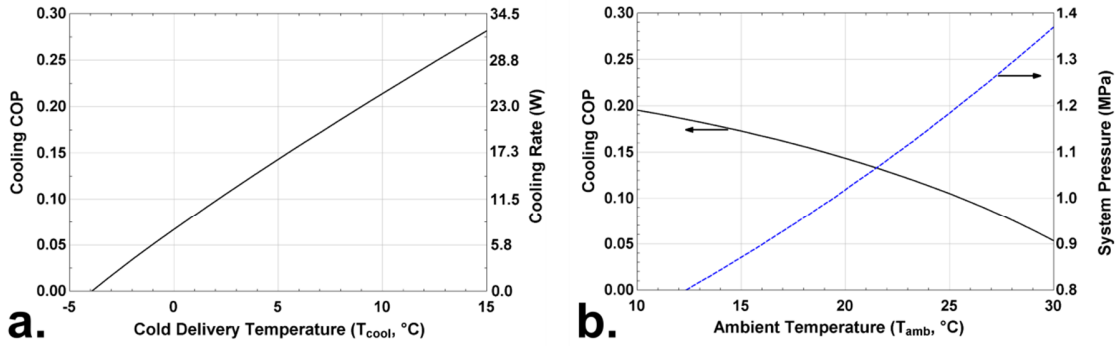 0.30
0.25
0.20
0.15
0.10
0.05
0.00
Cooling COP
34.5
28.8
23.0
17.3
11.5
5.8
0.0
Cooling Rate (W)
-5 0 5 10 15
Cold Delivery Temperature (Tcool, °C)
a.
0.30
0.25
0.20
0.15
0.10
0.05
0.00
Cooling COP
1.4
1.3
1.2
1.1
1.0
0.9
0.8
System Pressure (MPa)
10 15 20 25 30
Ambient Temperature (Tamb, °C)
b.